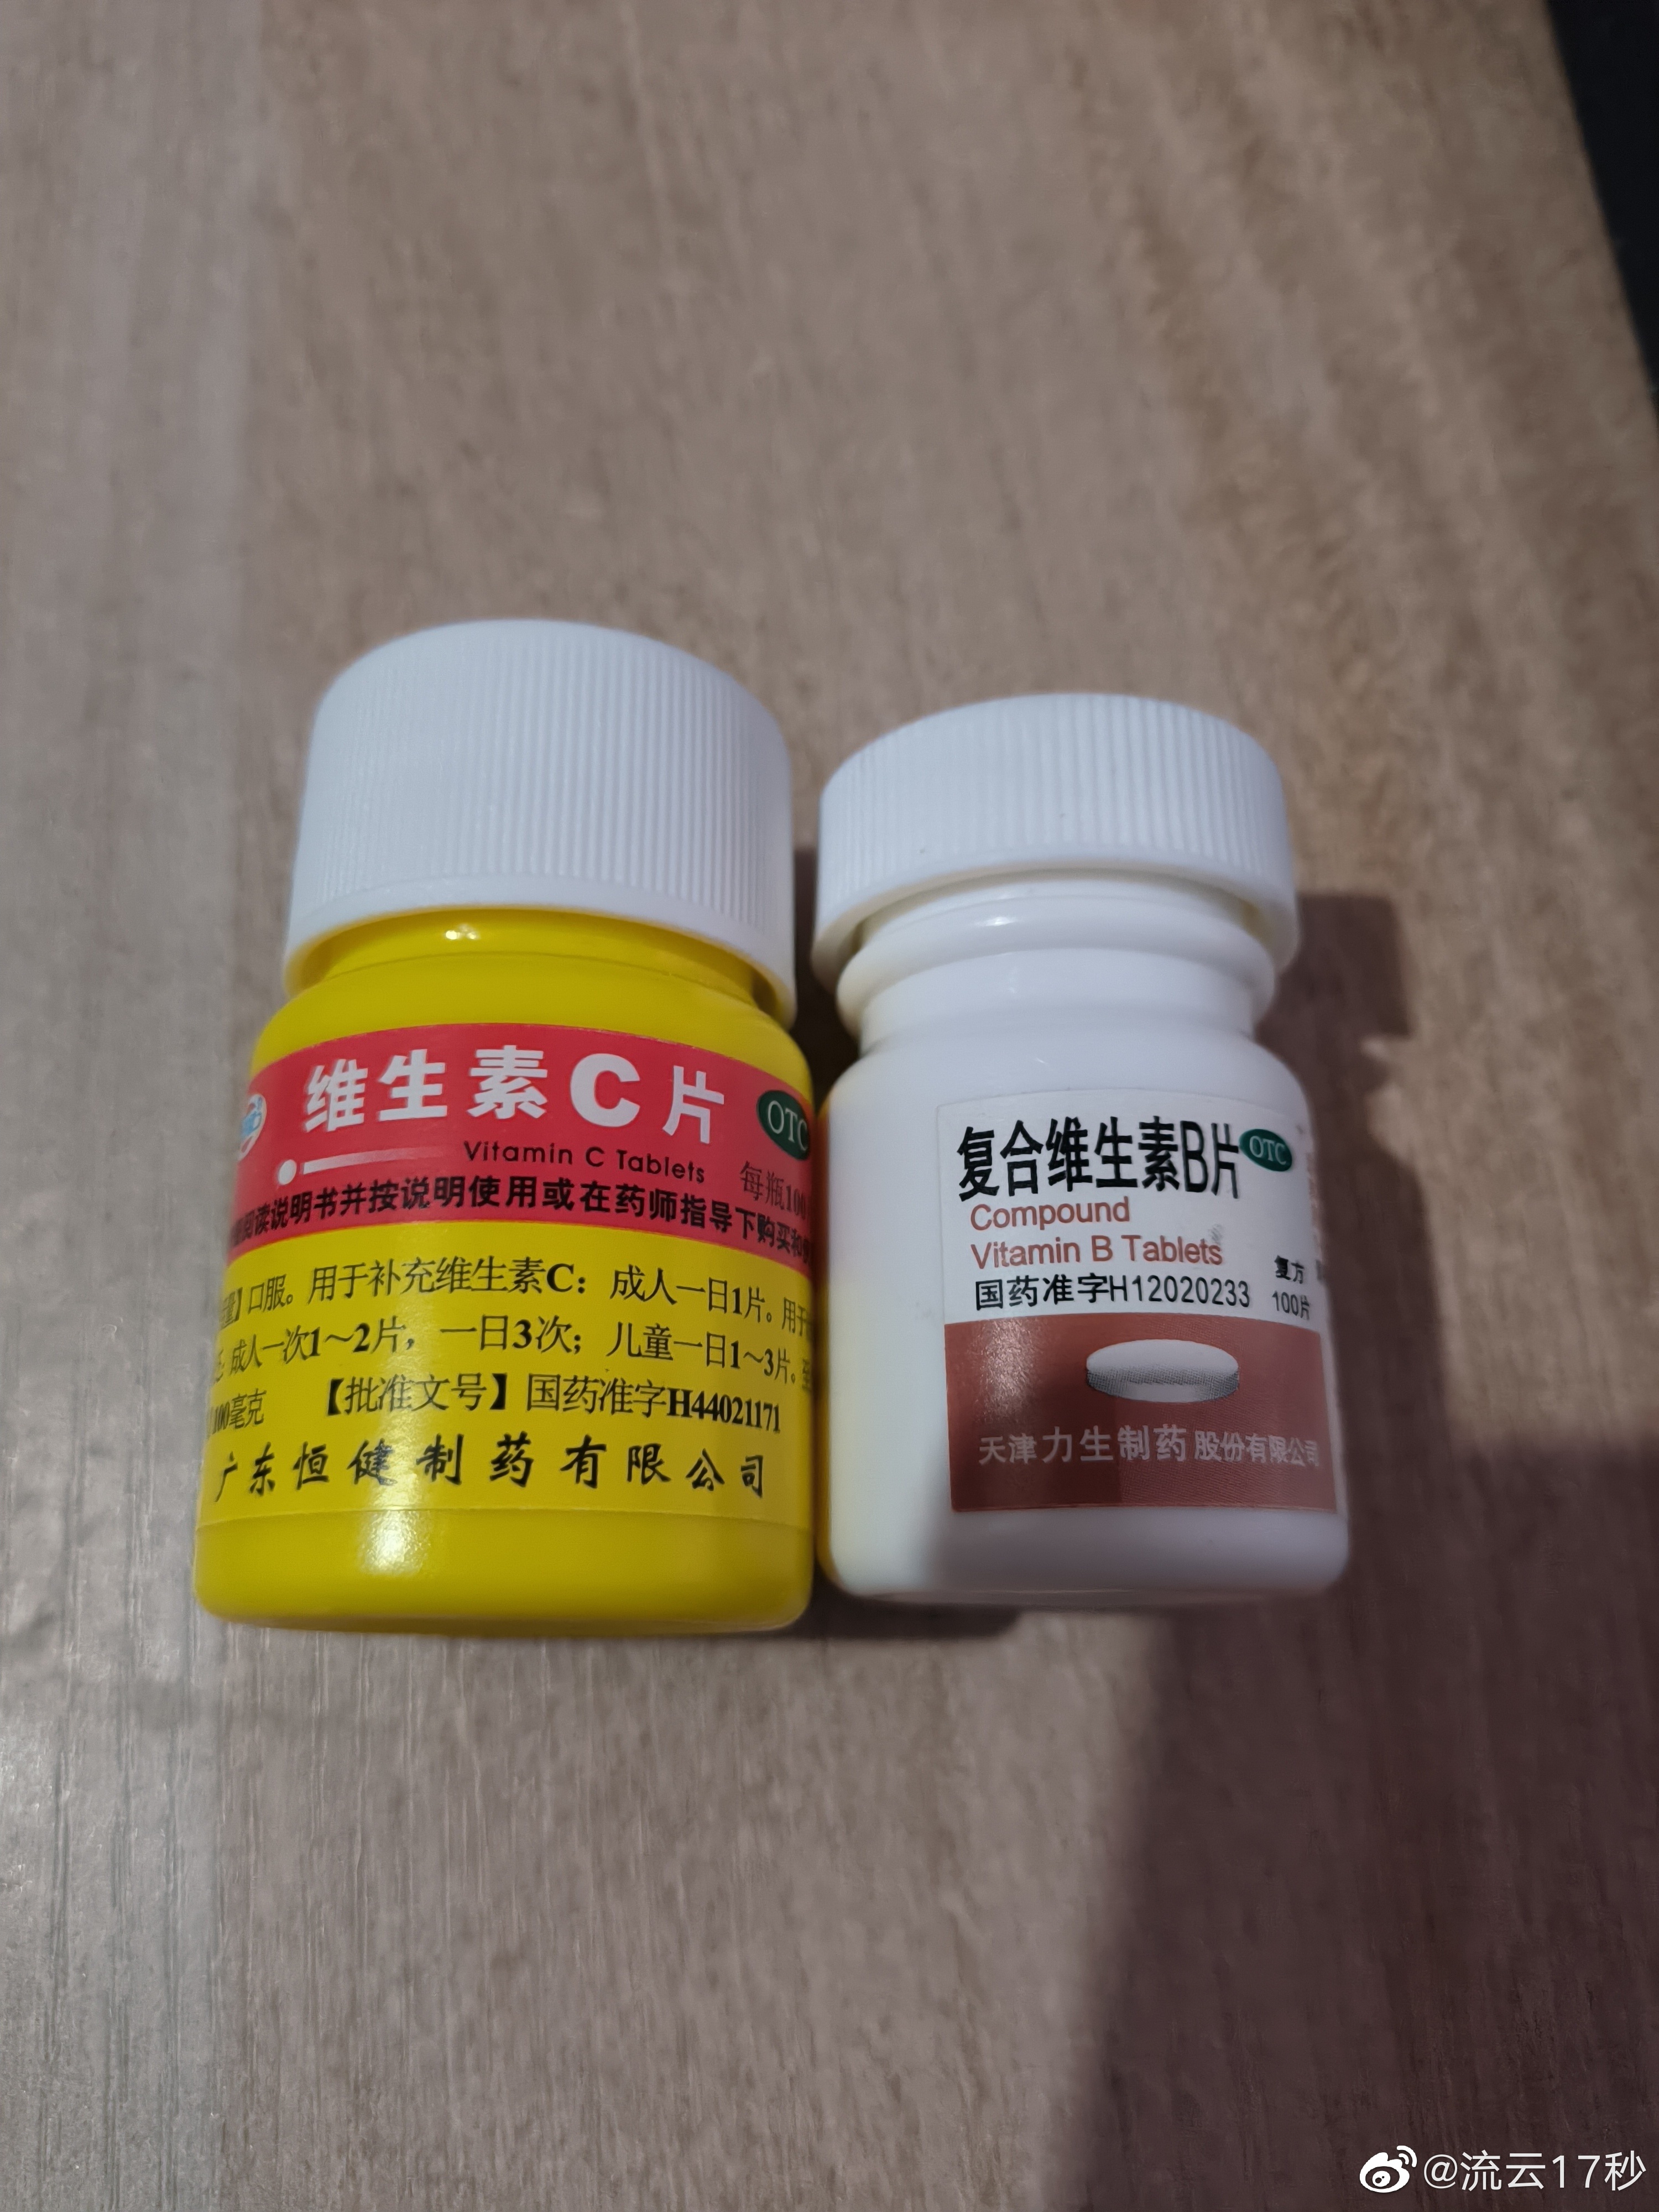 维生素C片
OTC
Vitamin C Tablets
每瓶100
阅读说明书并按说明使用或在药师指导下购买和
】口服。用于补充维生素C：成人一日1片。用于
成人一次1～2片，一日3次；儿童一日1～3片。
100毫克 【批准文号】国药准字H44021171
广东恒健制药有限公司
复合维生素B片
OTC
Compound
Vitamin B Tablets
国药准字H12020233
复方
100片
天津力生制药股份有限公司
@流云17秒